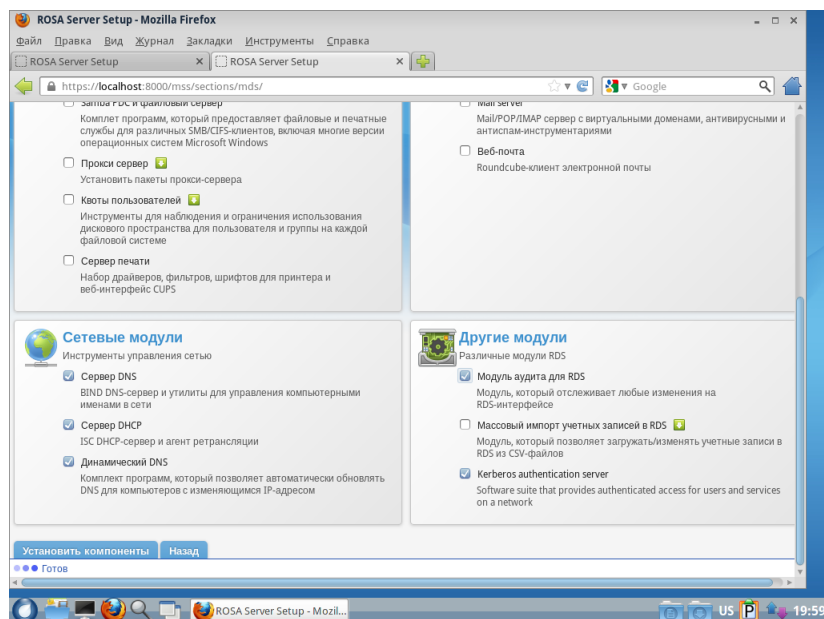 ROSA Server Setup - Mozilla Firefox
Файл Правка Вид Журнал Закладки Инструменты Справка
ROSA Server Setup
ROSA Server Setup
https://localhost:8000/mss/sections/mds/
Google
Samba PDC и файловый сервер
Комплет программ, который предоставляет файловые и печатные
службы для различных SMB/CIFS-клиентов, включая многие версии
операционных систем Microsoft Windows
Прокси сервер
Установить пакеты прокси-сервера
Квоты пользователей
Инструменты для наблюдения и ограничения использования
дискового пространства для пользователя и группы на каждой
файловой системе
Сервер печати
Набор драйверов, фильтров, шрифтов для принтера и
веб-интерфейс CUPS
Mail server
Mail/POP/IMAP сервер с виртуальными доменами, антивирусными и
антиспам-инструментариями
Веб-почта
Roundcube-клиент электронной почты
Сетевые модули
Инструменты управления сетью
Сервер DNS
BIND DNS-сервер и утилиты для управления компьютерными
именами в сети
Сервер DHCP
ISC DHCP-сервер и агент ретрансляции
Динамический DNS
Комплект программ, который позволяет автоматически обновлять
DNS для компьютеров с изменяющимся IP-адресом
Другие модули
Различные модули RDS
Модуль аудита для RDS
Модуль, который отслеживает любые изменения на
RDS-интерфейсе
Массовый импорт учетных записей в RDS
Модуль, который позволяет загружать/изменять учетные записи в
RDS из CSV-файлов
Kerberos authentication server
Software suite that provides authenticated access for users and services
on a network
Установить компоненты
Назад
Готов
ROSA Server Setup - Mozil...
US
19:59